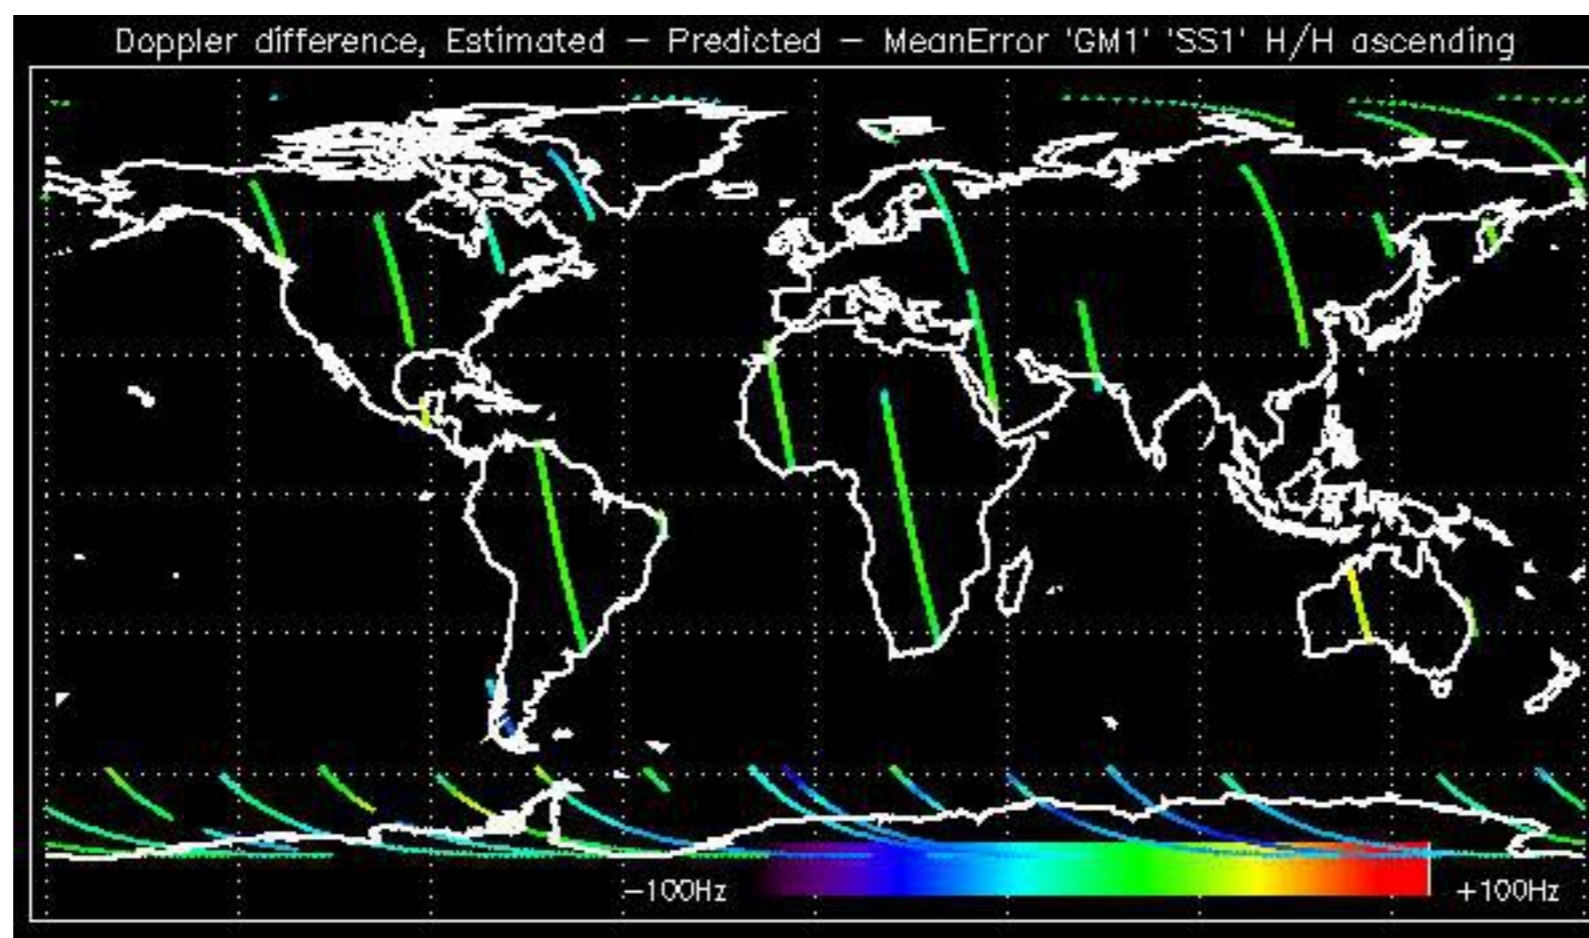 Doppler difference, Estimated – Predicted – MeanError 'GM1' 'SS1' H/H ascending
-100Hz +100Hz